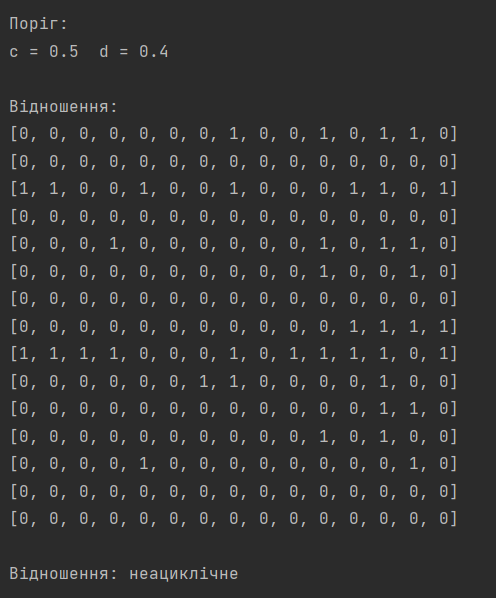 Поріг:
c = 0.5  d = 0.4
Відношення:
[0, 0, 0, 0, 0, 0, 0, 1, 0, 0, 1, 0, 1, 1, 0]
[0, 0, 0, 0, 0, 0, 0, 0, 0, 0, 0, 0, 0, 0, 0]
[1, 1, 0, 0, 1, 0, 0, 1, 0, 0, 0, 1, 1, 0, 1]
[0, 0, 0, 0, 0, 0, 0, 0, 0, 0, 0, 0, 0, 0, 0]
[0, 0, 0, 1, 0, 0, 0, 0, 0, 0, 1, 0, 1, 1, 0]
[0, 0, 0, 0, 0, 0, 0, 0, 0, 0, 1, 0, 0, 1, 0]
[0, 0, 0, 0, 0, 0, 0, 0, 0, 0, 0, 0, 0, 0, 0]
[0, 0, 0, 0, 0, 0, 0, 0, 0, 0, 0, 1, 1, 1, 1]
[1, 1, 1, 1, 0, 0, 0, 1, 0, 1, 1, 1, 1, 0, 1]
[0, 0, 0, 0, 0, 0, 1, 1, 0, 0, 0, 0, 1, 0, 0]
[0, 0, 0, 0, 0, 0, 0, 0, 0, 0, 0, 0, 1, 1, 0]
[0, 0, 0, 0, 0, 0, 0, 0, 0, 0, 1, 0, 1, 0, 0]
[0, 0, 0, 0, 1, 0, 0, 0, 0, 0, 0, 0, 0, 1, 0]
[0, 0, 0, 0, 0, 0, 0, 0, 0, 0, 0, 0, 0, 0, 0]
[0, 0, 0, 0, 0, 0, 0, 0, 0, 0, 0, 0, 0, 0, 0]
Відношення: неациклічне